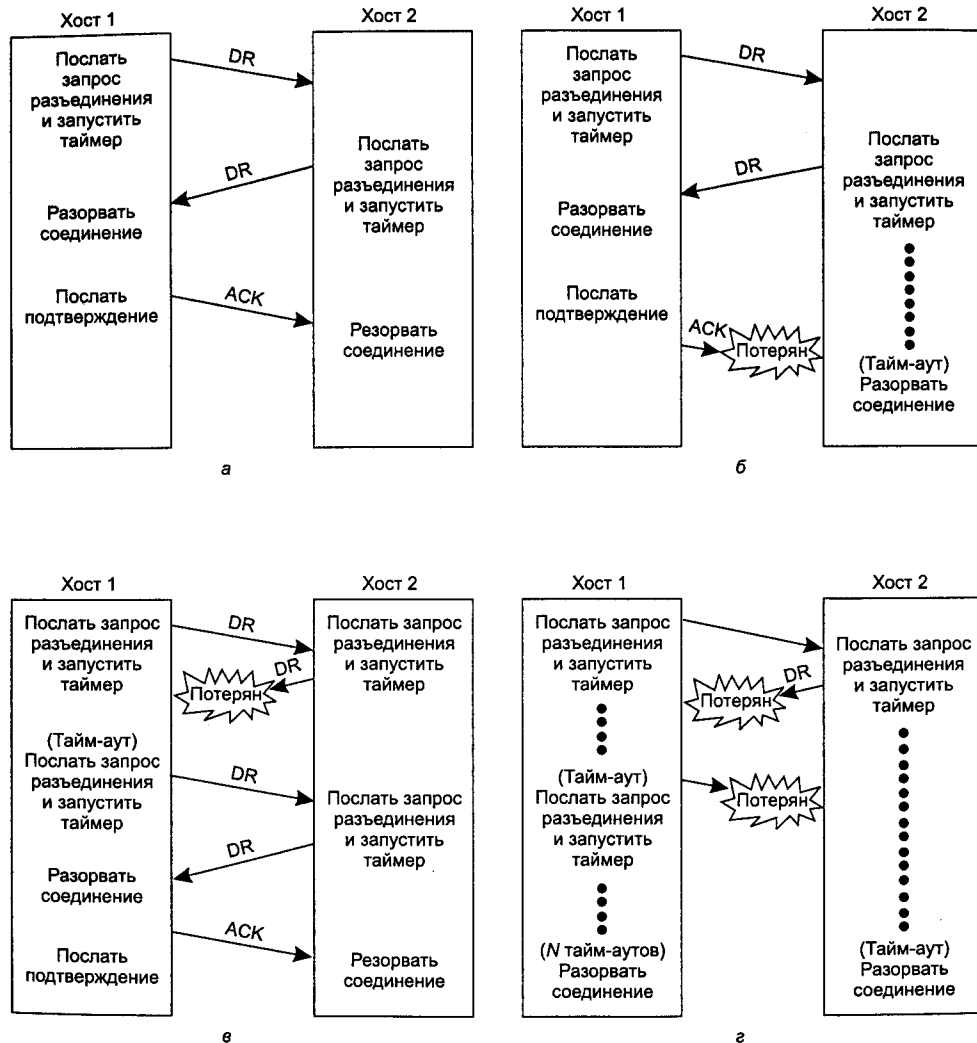 Хост 1
Хост 2
Послать
запрос
разъединения
и запустить
таймер
DR
DR
Послать
запрос
разъединения
и запустить
таймер
Разорвать
соединение
Послать
подтверждение
ACK
Резорвать
соединение
а
Хост 1
Хост 2
Послать
запрос
разъединения
и запустить
таймер
DR
DR
Послать
запрос
разъединения
и запустить
таймер
Разорвать
соединение
Послать
подтверждение
ACK
Потерян
(Тайм-аут)
Разорвать
соединение
б
Хост 1
Хост 2
Послать запрос
разъединения
и запустить
таймер
DR
Послать запрос
разъединения
и запустить
таймер
DR
Потерян
(Тайм-аут)
Послать запрос
разъединения
и запустить
таймер
DR
Послать запрос
разъединения
и запустить
таймер
DR
Разорвать
соединение
ACK
Послать
подтверждение
Резорвать
соединение
в
Хост 1
Хост 2
Послать запрос
разъединения
и запустить
таймер
Послать запрос
разъединения
и запустить
таймер
DR
Потерян
(Тайм-аут)
Послать запрос
разъединения
и запустить
таймер
Потерян
(N тайм-аутов)
Разорвать
соединение
(Тайм-аут)
Разорвать
соединение
г